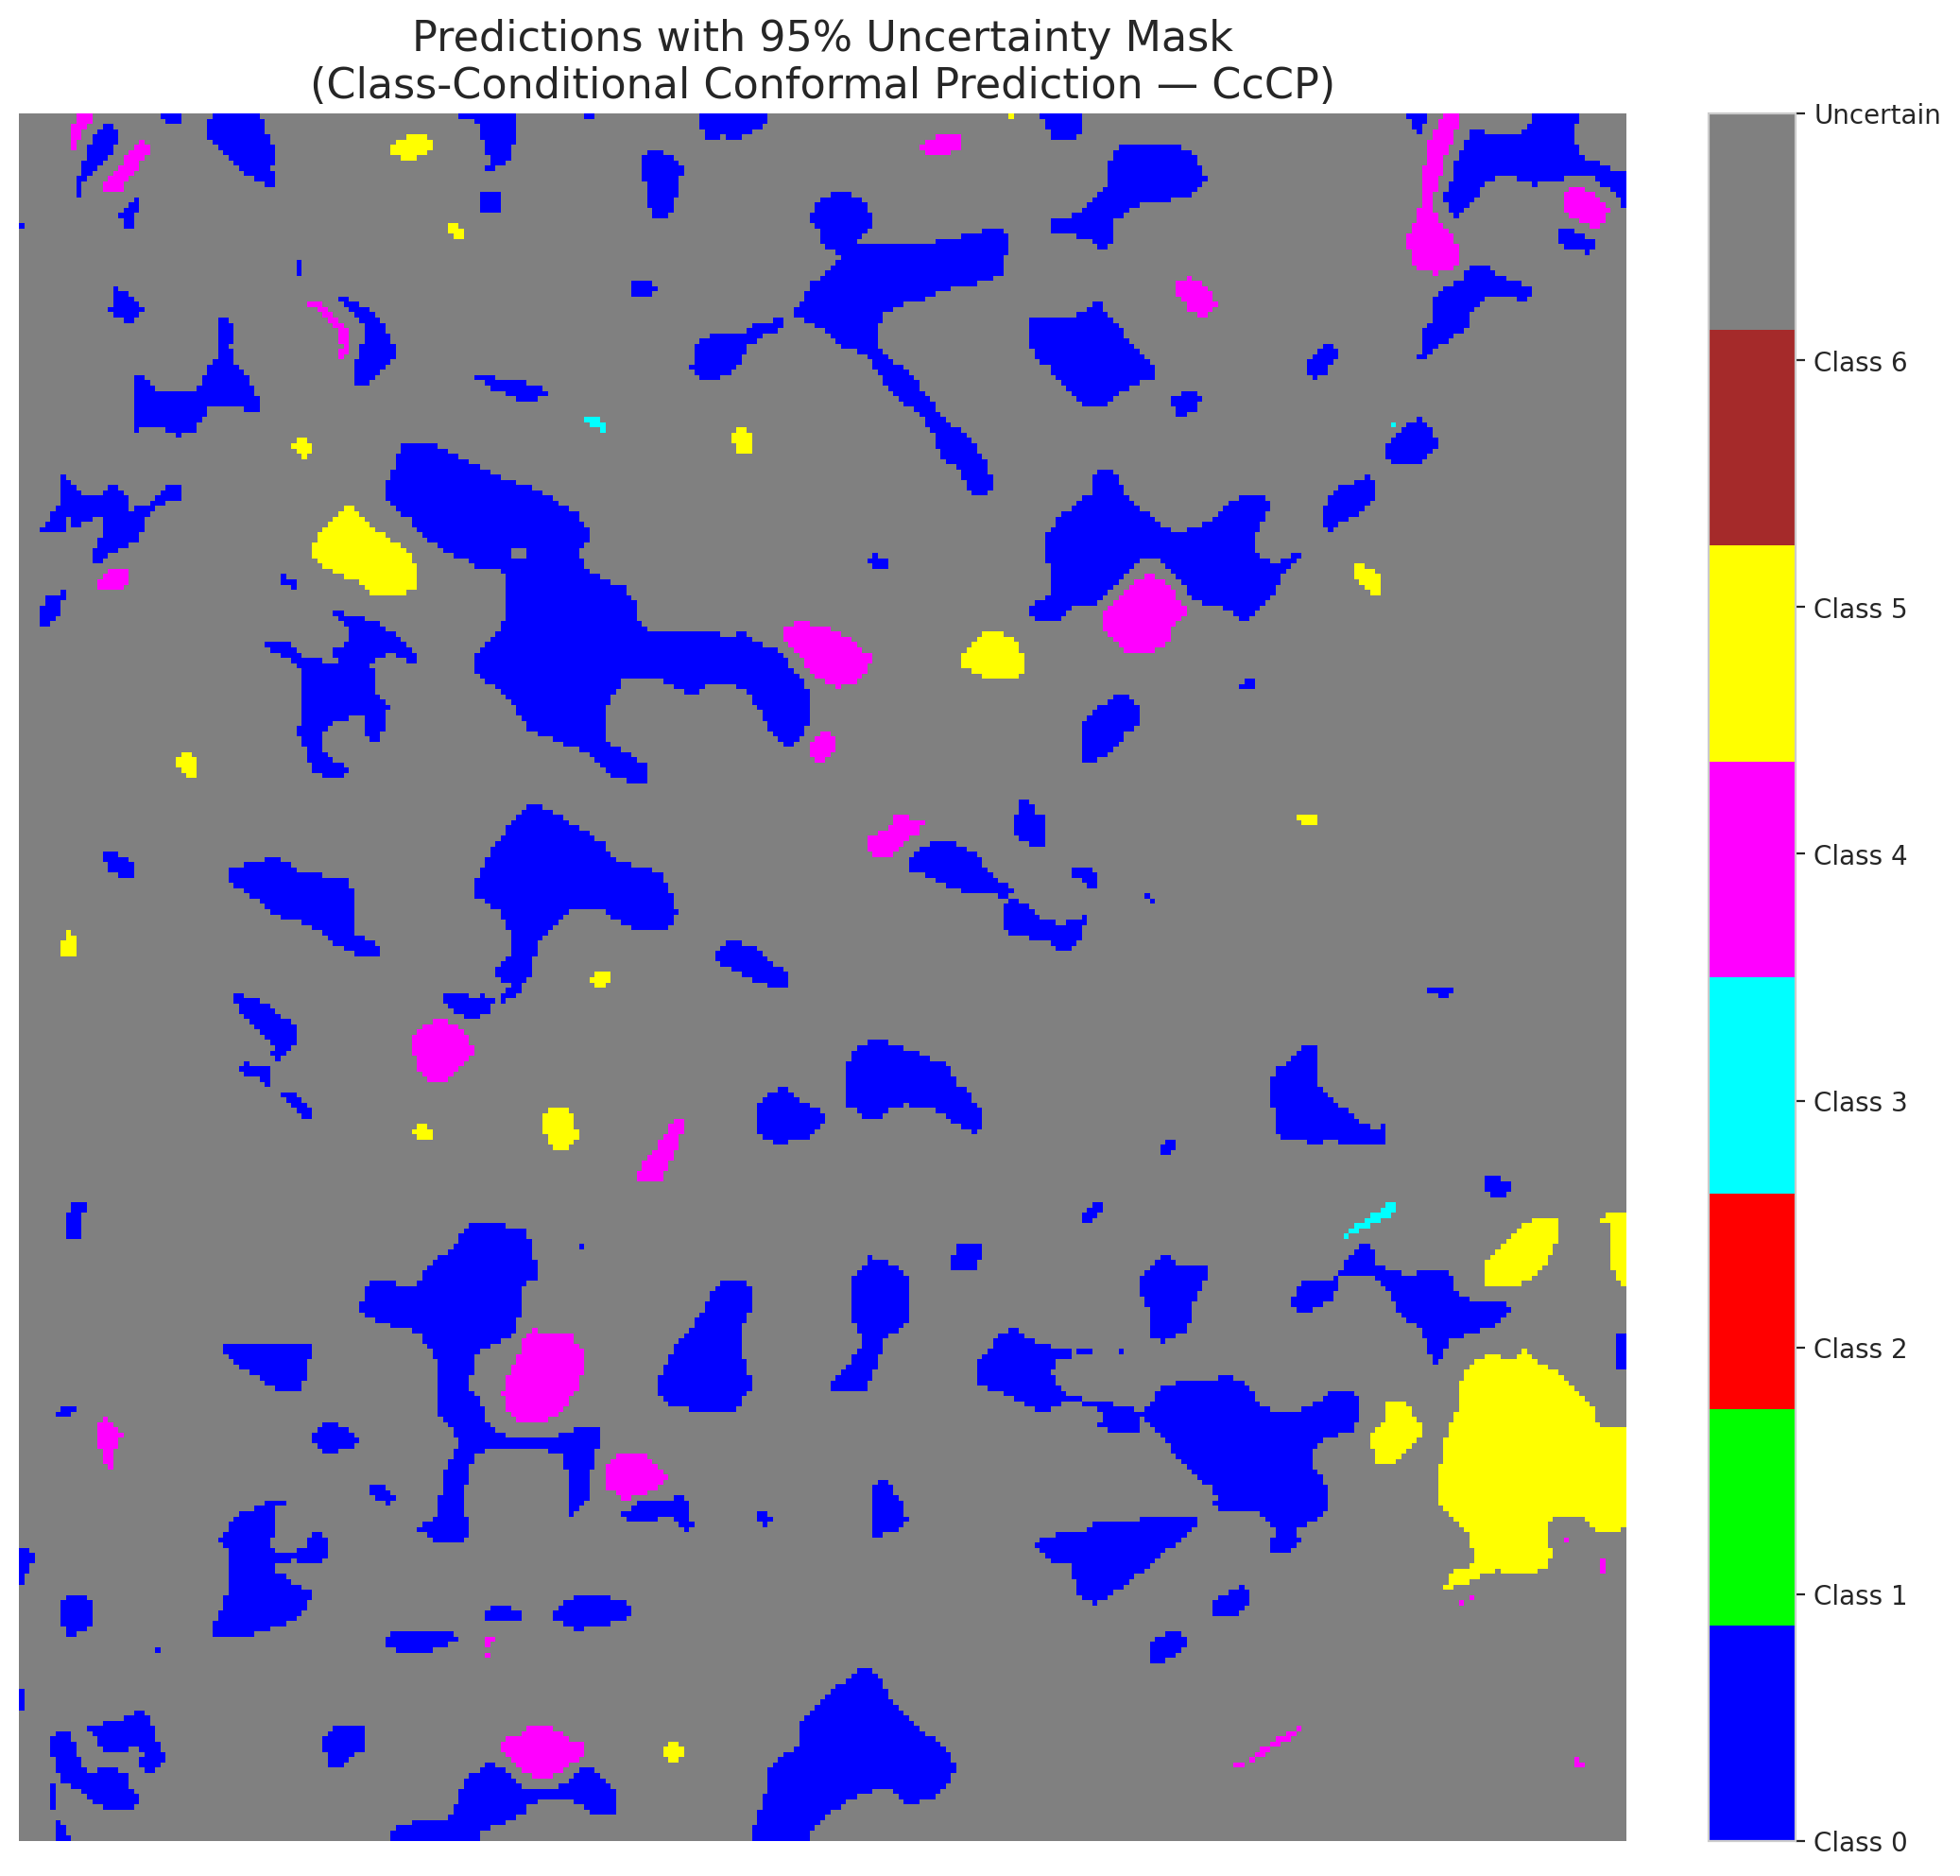 Predictions with 95% Uncertainty Mask
(Class-Conditional Conformal Prediction — CcCP)
Uncertain
Class 6
Class 5
Class 4
Class 3
Class 2
Class 1
Class 0